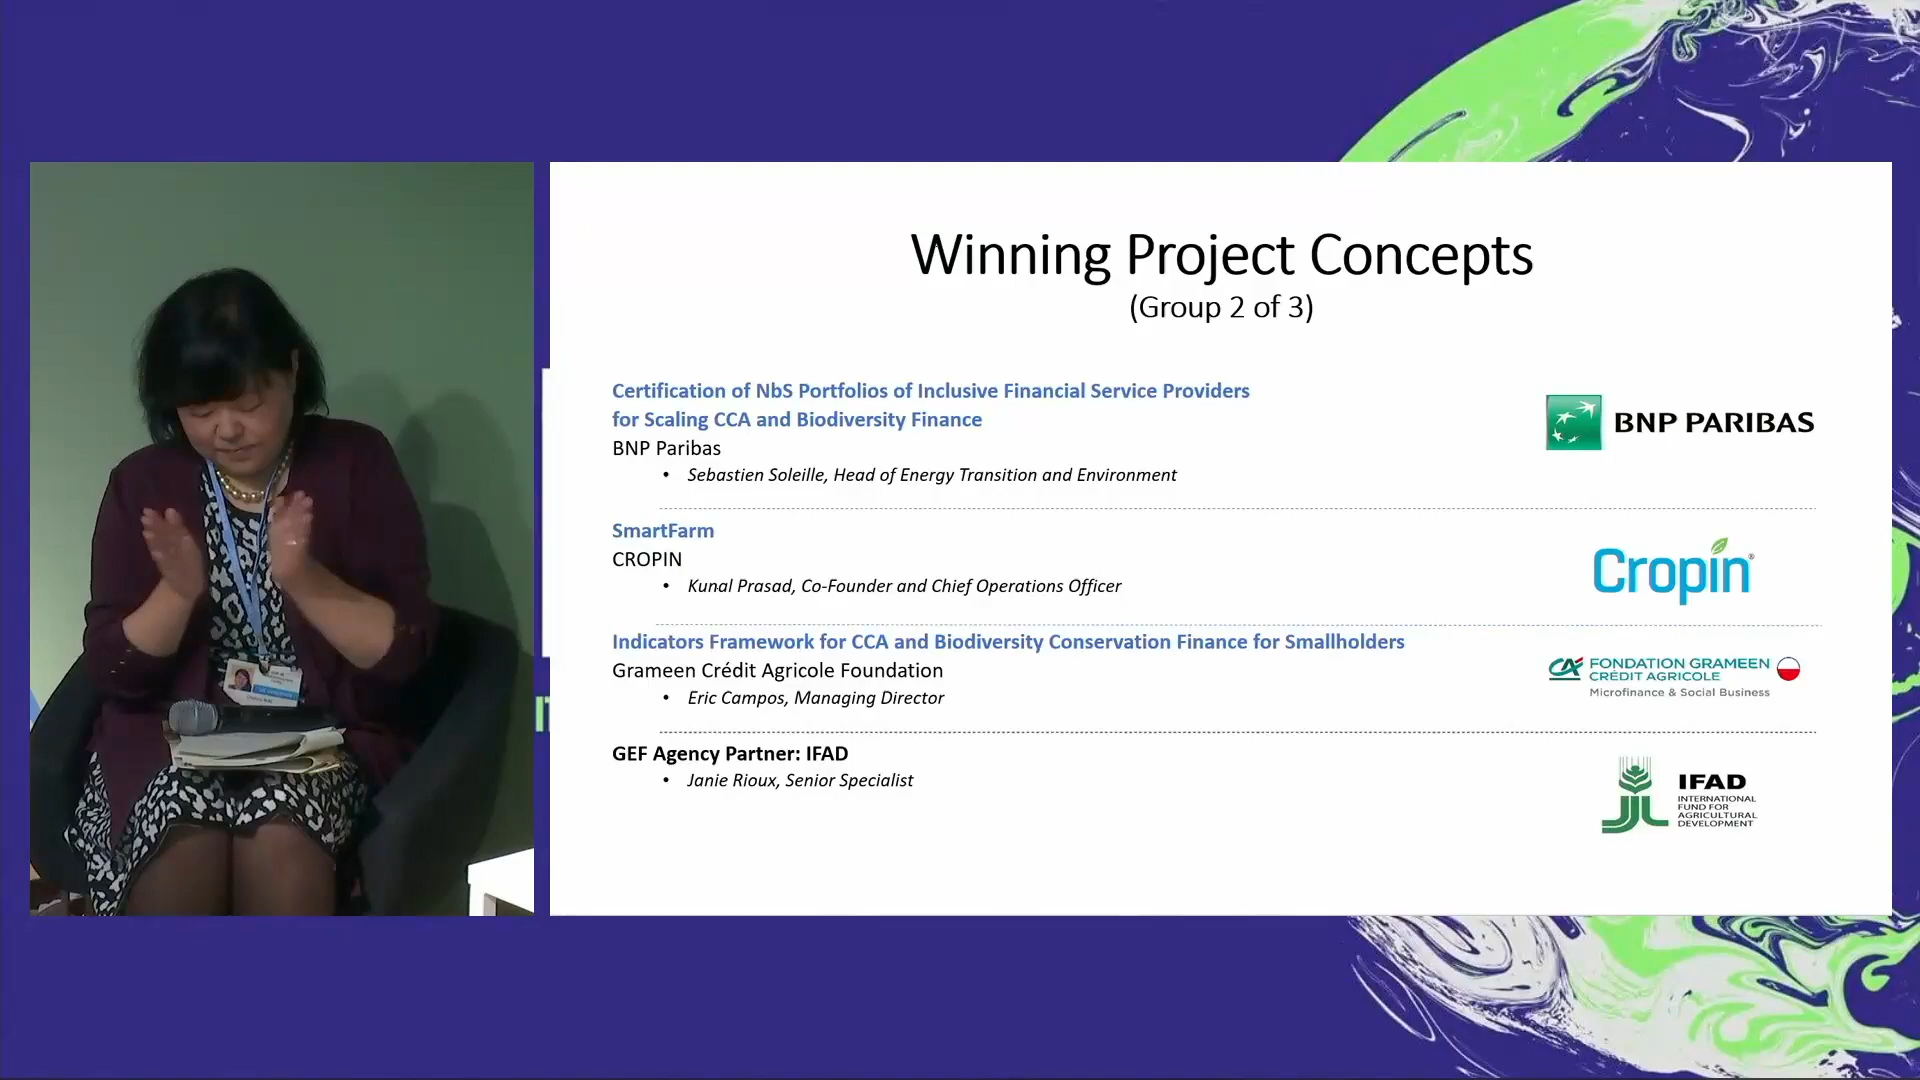 Winning Project Concepts
(Group 2 of 3)
Certification of NbS Portfolios of Inclusive Financial Service Providers
for Scaling CCA and Biodiversity Finance
BNP Paribas
• Sebastien Soleille, Head of Energy Transition and Environment
BNP PARIBAS
SmartFarm
CROPIN
• Kunal Prasad, Co-Founder and Chief Operations Officer
Cropin®
Indicators Framework for CCA and Biodiversity Conservation Finance for Smallholders
Grameen Crédit Agricole Foundation
• Eric Campos, Managing Director
CA FONDATION GRAMEEN
CRÉDIT AGRICOLE
Microfinance & Social Business
GEF Agency Partner: IFAD
• Janie Rioux, Senior Specialist
IFAD
INTERNATIONAL
FUND FOR
AGRICULTURAL
DEVELOPMENT